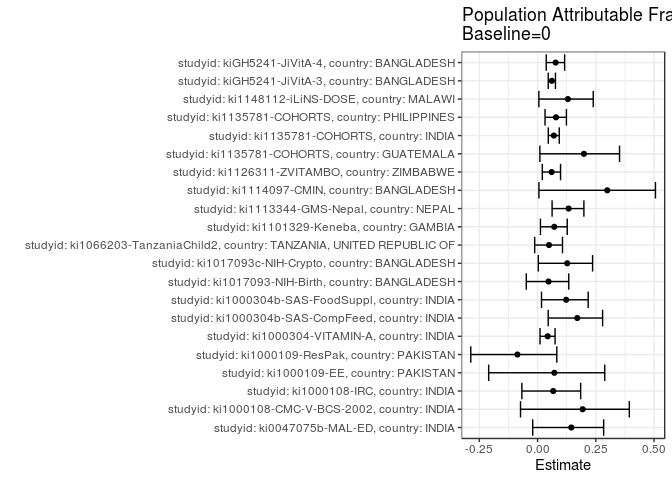 Population Attributable Fra
Baseline=0
studyid: kiGH5241-JiVitA-4, country: BANGLADESH
studyid: kiGH5241-JiVitA-3, country: BANGLADESH
studyid: ki1148112-iLiNS-DOSE, country: MALAWI
studyid: ki1135781-COHORTS, country: PHILIPPINES
studyid: ki1135781-COHORTS, country: INDIA
studyid: ki1135781-COHORTS, country: GUATEMALA
studyid: ki1126311-ZVITAMBO, country: ZIMBABWE
studyid: ki1114097-CMIN, country: BANGLADESH
studyid: ki1113344-GMS-Nepal, country: NEPAL
studyid: ki1101329-Keneba, country: GAMBIA
studyid: ki1066203-TanzaniaChild2, country: TANZANIA, UNITED REPUBLIC OF
studyid: ki1017093c-NIH-Crypto, country: BANGLADESH
studyid: ki1017093-NIH-Birth, country: BANGLADESH
studyid: ki1000304b-SAS-FoodSuppl, country: INDIA
studyid: ki1000304b-SAS-CompFeed, country: INDIA
studyid: ki1000304-VITAMIN-A, country: INDIA
studyid: ki1000109-ResPak, country: PAKISTAN
studyid: ki1000109-EE, country: PAKISTAN
studyid: ki1000108-IRC, country: INDIA
studyid: ki1000108-CMC-V-BCS-2002, country: INDIA
studyid: ki0047075b-MAL-ED, country: INDIA
-0.25 0.00 0.25 0.50
Estimate